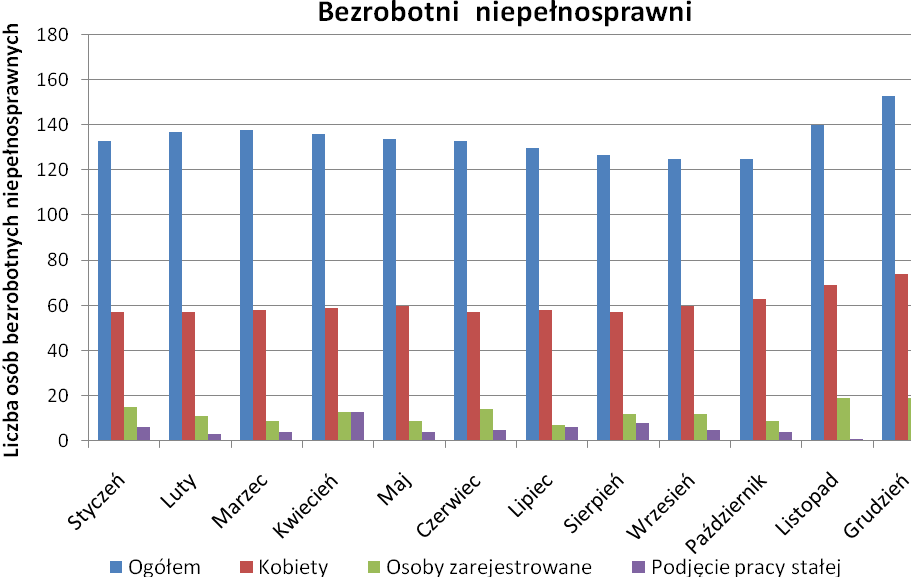 Bezrobotni niepełnosprawni
Liczba osób bezrobotnych niepełnosprawnych
180
160
140
120
100
80
60
40
20
0
Styczeń
Luty
Marzec
Kwiecień
Maj
Czerwiec
Lipiec
Sierpień
Wrzesień
Październik
Listopad
Grudzień
Ogółem
Kobiety
Osoby zarejestrowane
Podjęcie pracy stałej